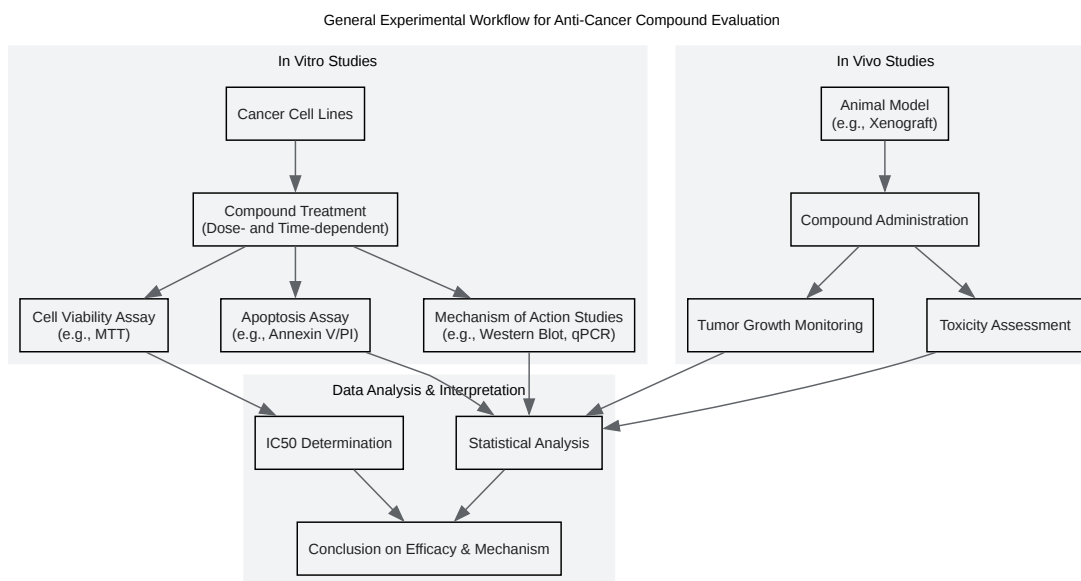 General Experimental Workflow for Anti-Cancer Compound Evaluation
In Vitro Studies
Cancer Cell Lines
Compound Treatment
(Dose- and Time-dependent)
Cell Viability Assay
(e.g., MTT)
Apoptosis Assay
(e.g., Annexin V/PI)
Mechanism of Action Studies
(e.g., Western Blot, qPCR)
In Vivo Studies
Animal Model
(e.g., Xenograft)
Compound Administration
Tumor Growth Monitoring
Toxicity Assessment
Data Analysis & Interpretation
IC50 Determination
Statistical Analysis
Conclusion on Efficacy & Mechanism